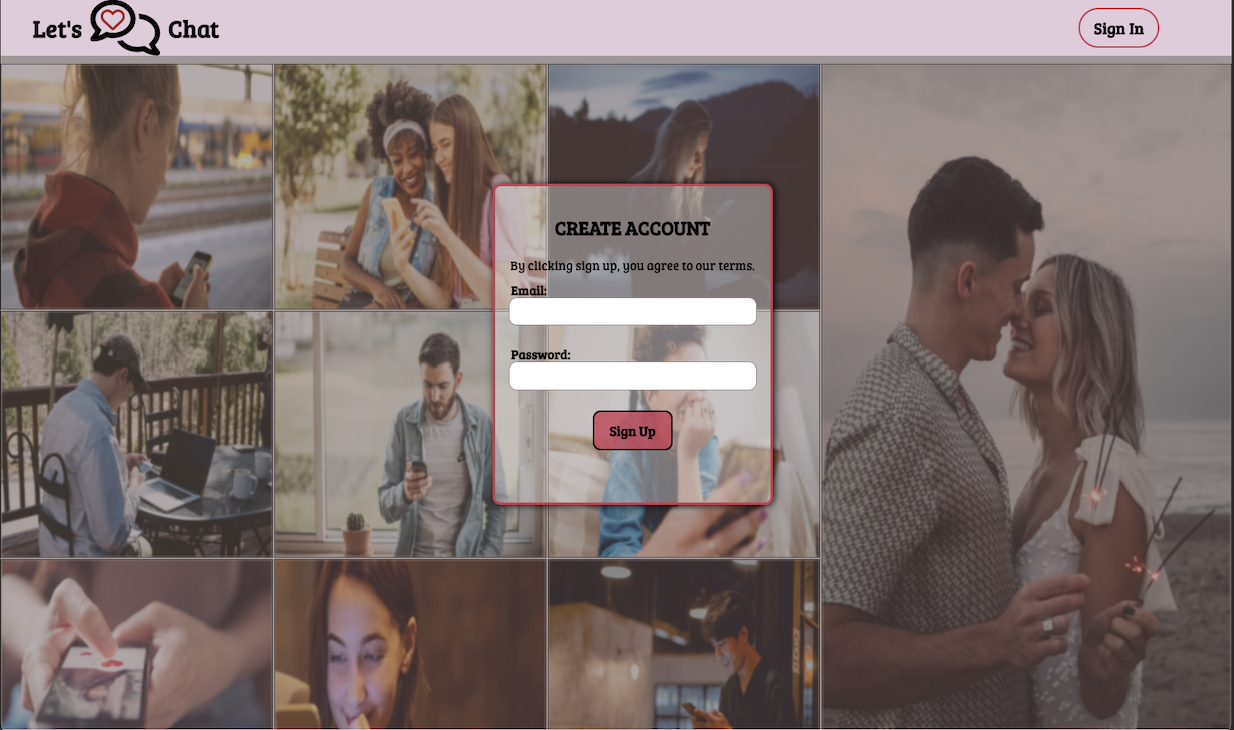 Let's Chat
Sign In
CREATE ACCOUNT
By clicking sign up, you agree to our terms.
Email:
Password:
Sign Up